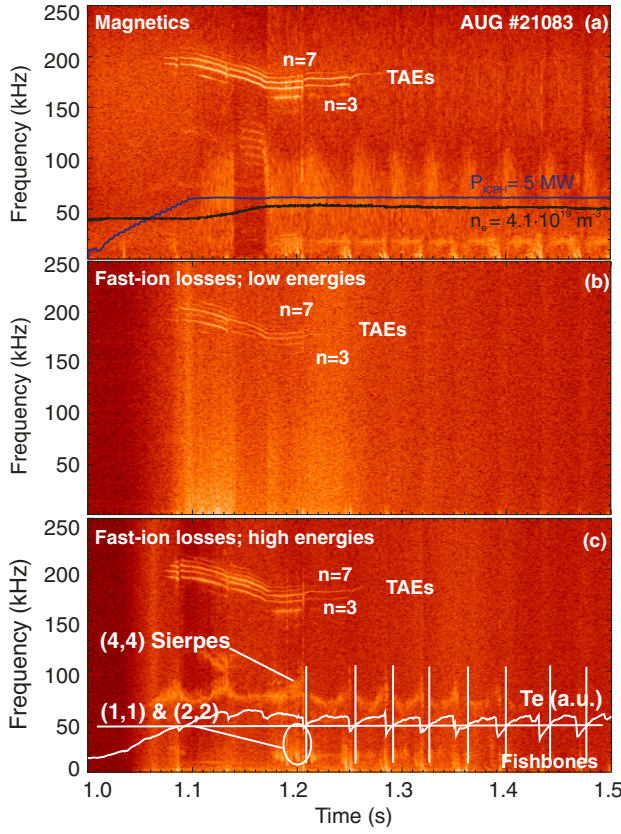 Magnetics AUG #21083 (a)
250
200
150
100
50
Frequency (kHz)
n=7
TAEs
n=3
P_ICRH = 5 MW
n_e = 4.1·10^19 m^-3
Fast-ion losses; low energies (b)
250
200
150
100
50
Frequency (kHz)
n=7
TAEs
n=3
Fast-ion losses; high energies (c)
250
200
150
100
50
0
Frequency (kHz)
n=7
TAEs
n=3
(4,4) Sierpes
(1,1) & (2,2)
Te (a.u.)
Fishbones
1.0 1.1 1.2 1.3 1.4 1.5
Time (s)